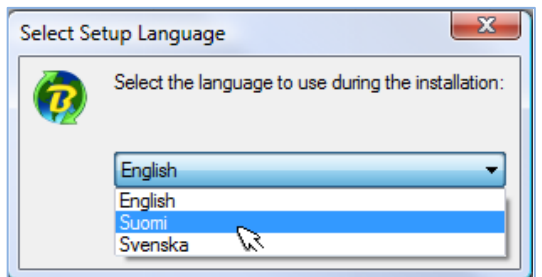 Select Setup Language
Select the language to use during the installation:
English
English
Suomi
Svenska